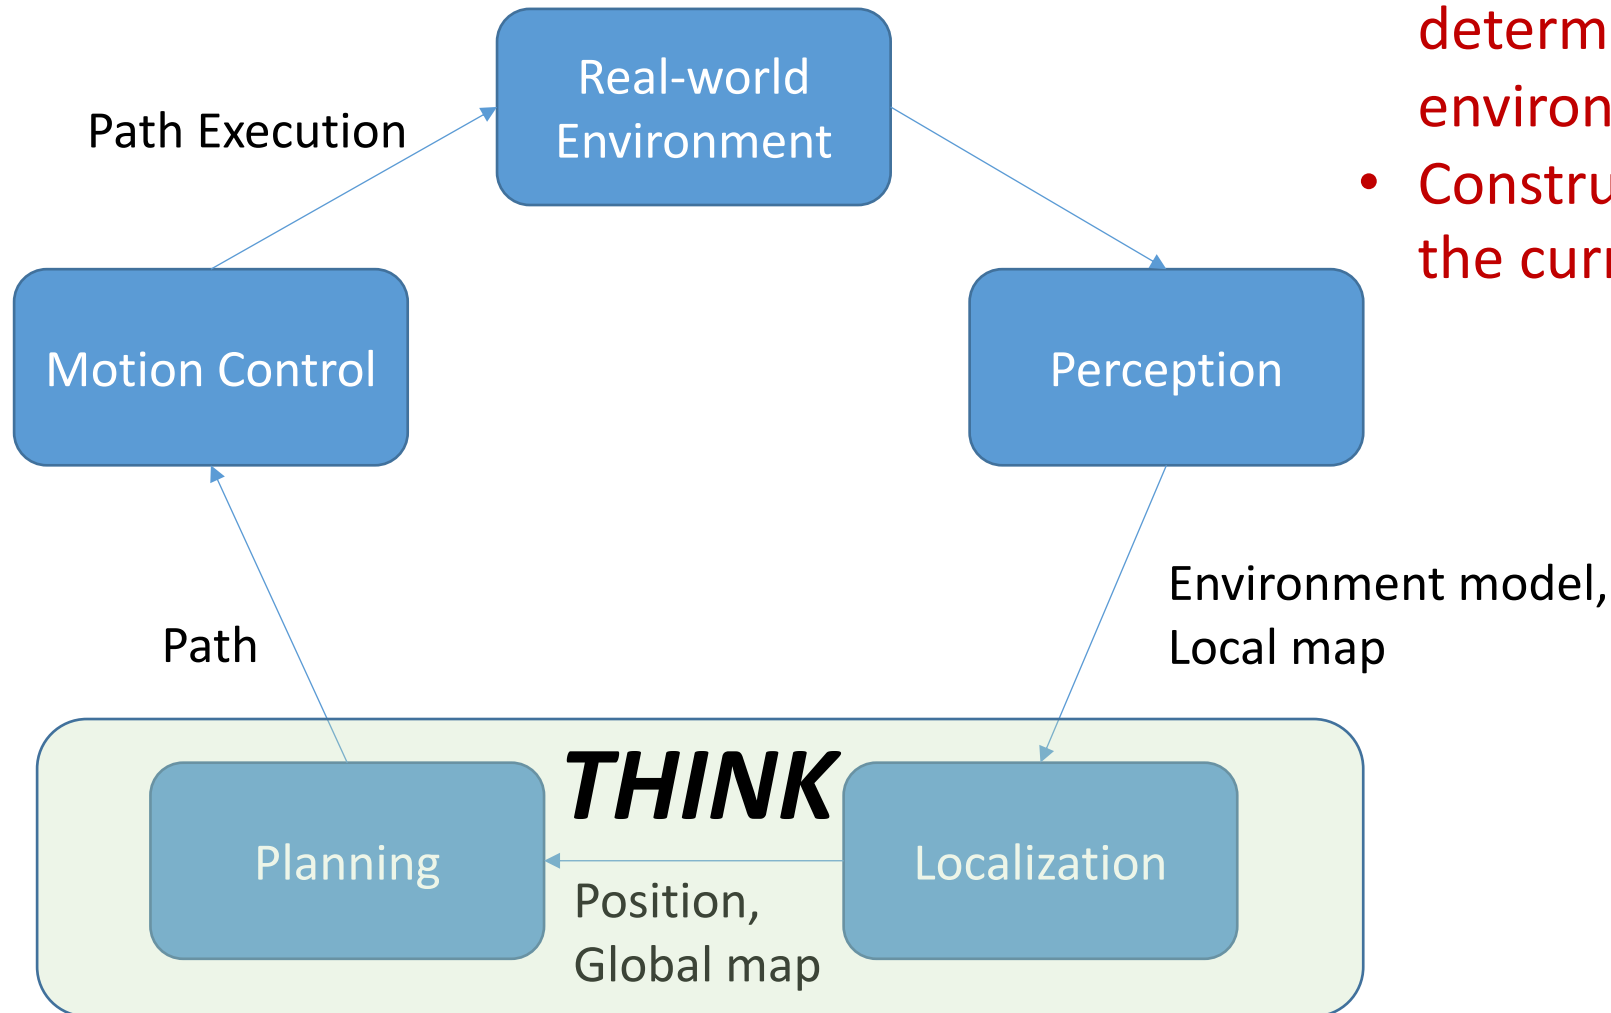 Real-world
Environment
Path Execution
Motion Control
Perception
Environment model,
Local map
Path
THINK
Planning
Localization
Position,
Global map
determ
environ
• Constru
the curr